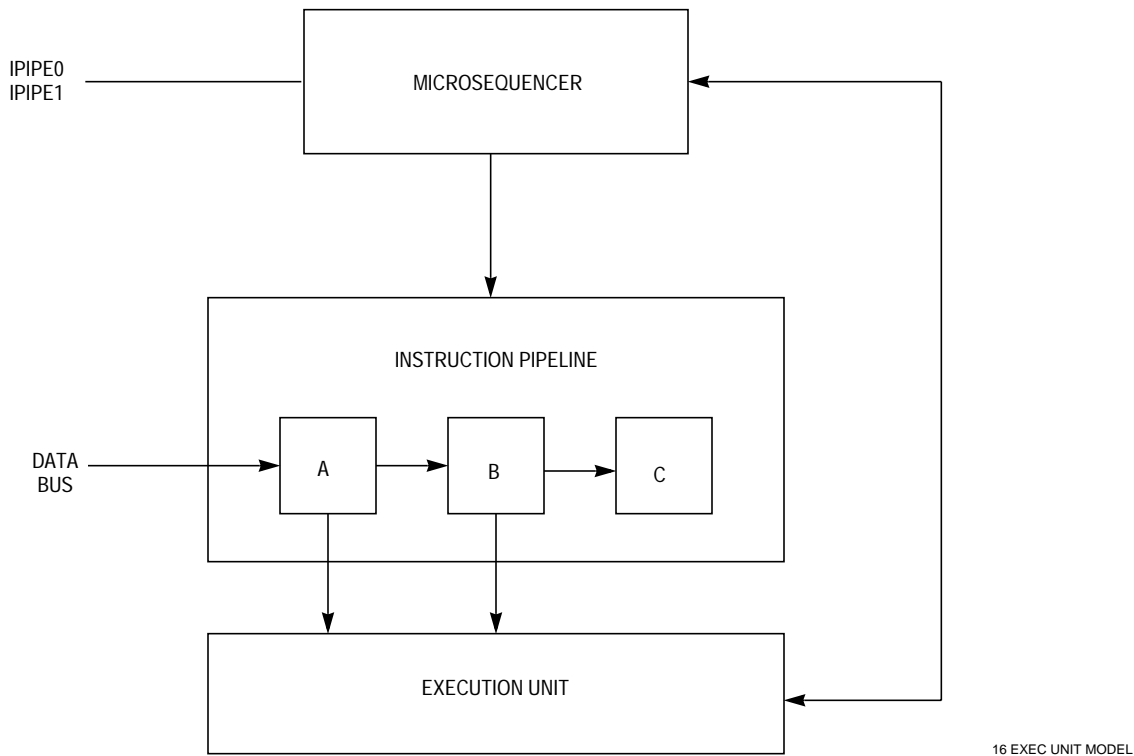 IPIPE0
IPIPE1
MICROSEQUENCER
INSTRUCTION PIPELINE
DATA
BUS
A
B
C
EXECUTION UNIT
16 EXEC UNIT MODEL